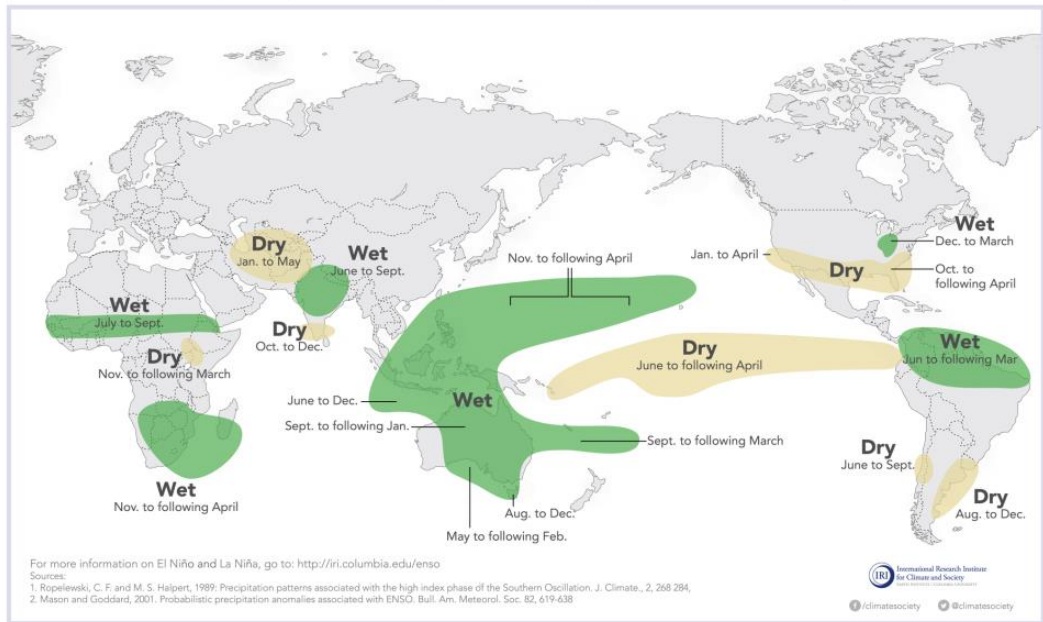 Wet
Dec. to March
Dry
Jan. to May
Wet
June to Sept.
Nov. to following April
Jan. to April
Dry
Oct. to
following April
Wet
July to Sept.
Dry
Oct. to Dec.
Dry
Nov. to following March
Dry
June to following April
Wet
Jun to following Mar
June to Dec.
Wet
Sept. to following Jan.
Sept. to following March
Dry
June to Sept.
Wet
Nov. to following April
Aug. to Dec.
May to following Feb.
Dry
Aug. to Dec.
For more information on El Niño and La Niña, go to: http://iri.columbia.edu/enso
Sources:
1. Ropelewski, C. F. and M. S. Halpert, 1989: Precipitation patterns associated with the high index phase of the Southern Oscillation. J. Climate., 2, 268 284,
2. Mason and Goddard, 2001. Probabilistic precipitation anomalies associated with ENSO. Bull. Am. Meteorol. Soc. 82, 619-638
IRI
International Research Institute
for Climate and Society
EARTH INSTITUTE | COLUMBIA UNIVERSITY
/climatesociety
@climatesociety